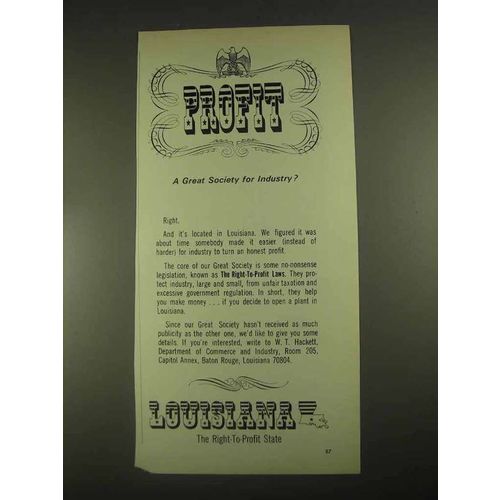 PROFIT
A Great Society for Industry?
Right.
And it's located in Louisiana. We figured it was
about time somebody made it easier (instead of
harder) for industry to turn an honest profit.
The core of our Great Society is some no-nonsense
legislation, known as The Right-To-Profit Laws. They pro-
tect industry, large and small, from unfair taxation and
excessive government regulation. In short, they help
you make money . . . if you decide to open a plant in
Louisiana.
Since our Great Society hasn't received as much
publicity as the other one, we'd like to give you some
details. If you're interested, write to W. T. Hackett,
Department of Commerce and Industry, Room 205,
Capitol Annex, Baton Rouge, Louisiana 70804.
LOUISIANA
The Right-To-Profit State
87